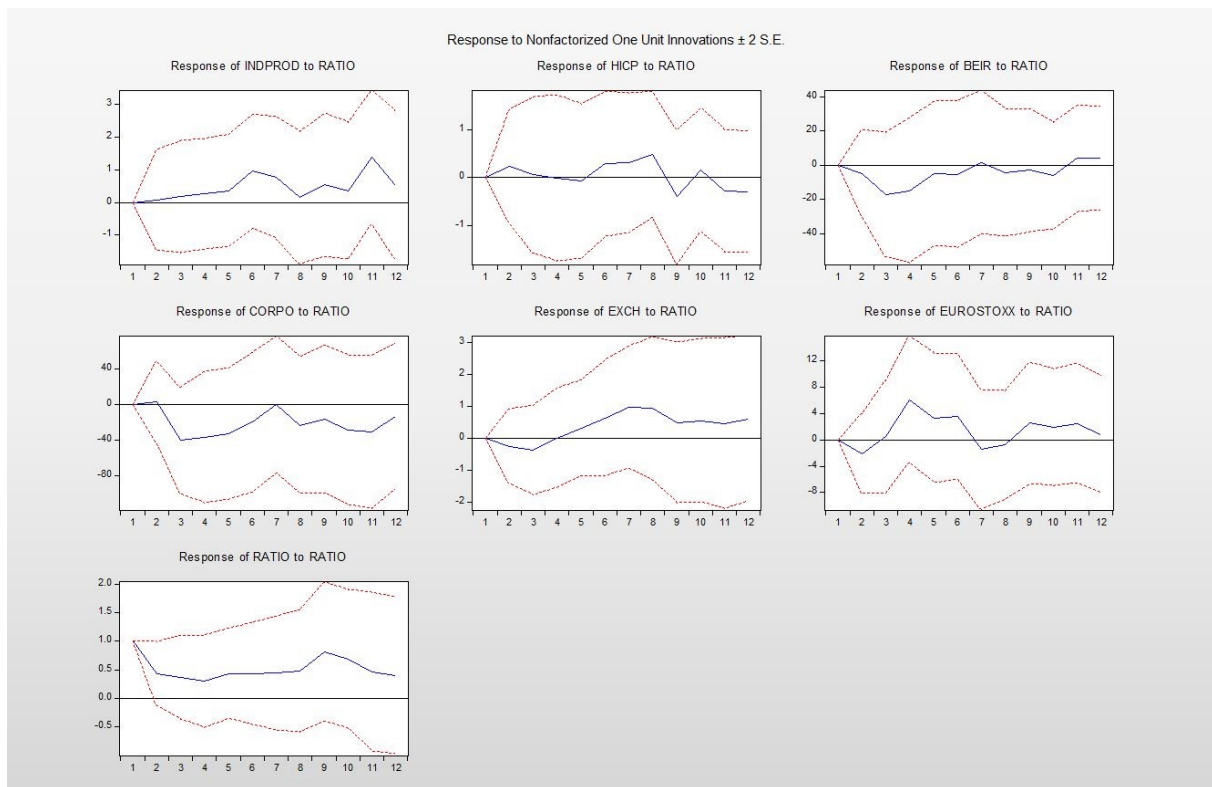 Response to Nonfactorized One Unit Innovations ± 2 S.E.
Response of INDPROD to RATIO
3
2
1
0
-1
1 2 3 4 5 6 7 8 9 10 11 12
Response of HICP to RATIO
1
0
-1
1 2 3 4 5 6 7 8 9 10 11 12
Response of BEIR to RATIO
40
20
0
-20
-40
1 2 3 4 5 6 7 8 9 10 11 12
Response of CORPO to RATIO
40
0
-40
-80
1 2 3 4 5 6 7 8 9 10 11 12
Response of EXCH to RATIO
3
2
1
0
-1
-2
1 2 3 4 5 6 7 8 9 10 11 12
Response of EUROSTOXX to RATIO
12
8
4
0
-4
-8
1 2 3 4 5 6 7 8 9 10 11 12
Response of RATIO to RATIO
2.0
1.5
1.0
0.5
0.0
-0.5
1 2 3 4 5 6 7 8 9 10 11 12